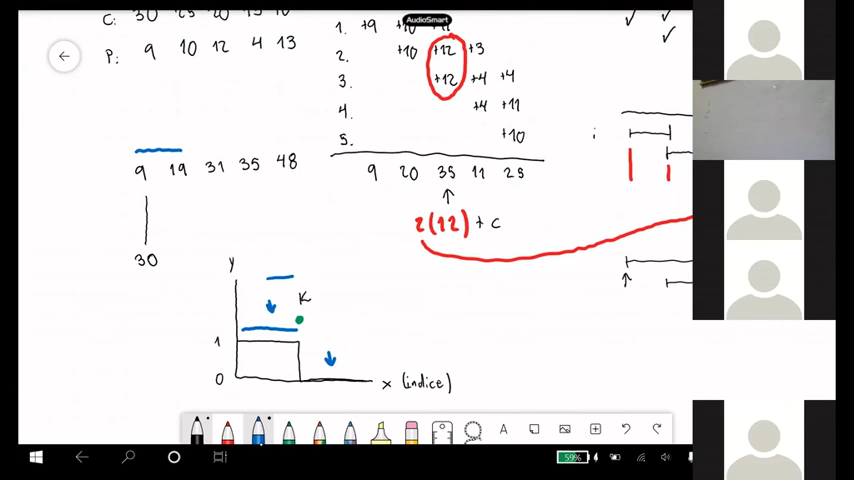 AudioSmart
C: 30 25 20 15 10
P: 9 10 12 4 13
9 19 31 35 48
30
1. +9 +10 +11
2. +10 +12 +3
3. +12 +4 +4
4. +4 +11
5. +10
9 20 35 11 25
2(12) + c
i
y
K
1
0
x (indice)
A
59%